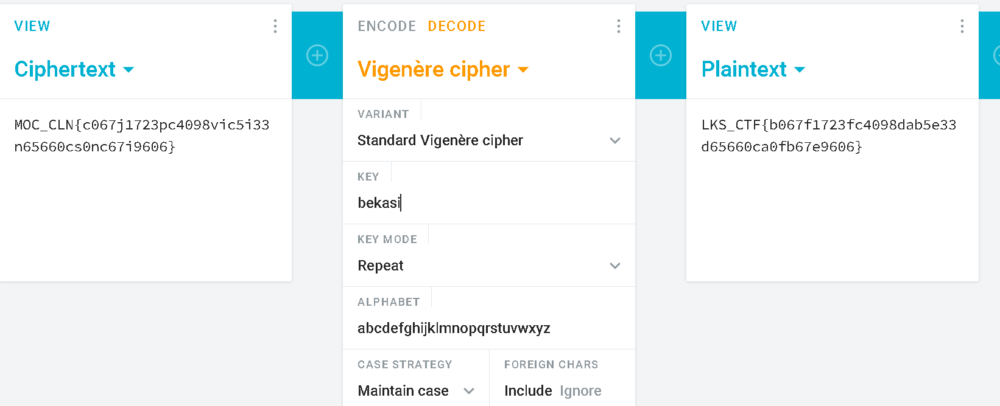 VIEW
Ciphertext
MOC_CLN{c067j1723pc4098vic5i33
n65660cs0nc67i9606}
ENCODE DECODE
Vigenère cipher
VARIANT
Standard Vigenère cipher
KEY
bekasi
KEY MODE
Repeat
ALPHABET
abcdefghijklmnopqrstuvwxyz
CASE STRATEGY
Maintain case
FOREIGN CHARS
Include Ignore
VIEW
Plaintext
LKS_CTF{b067f1723fc4098dab5e33
d65660ca0fb67e9606}